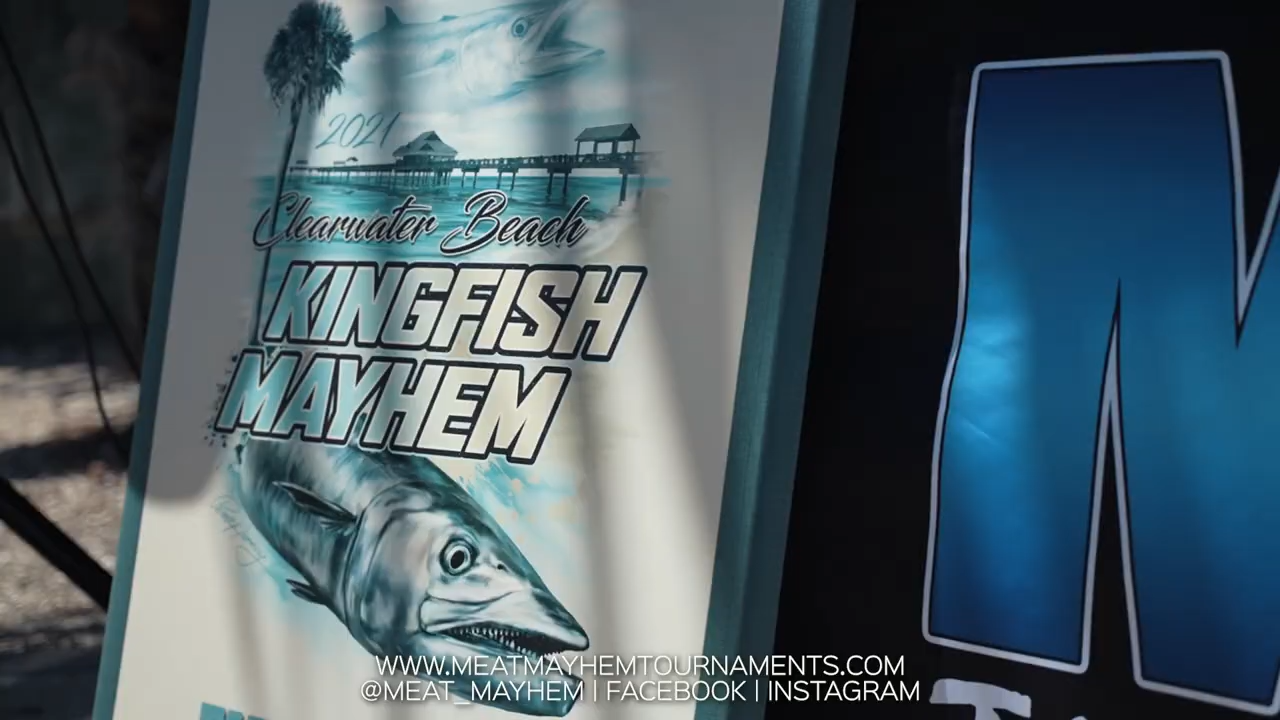 2021
Clearwater Beach
KINGFISH
MAYHEM
M
WWW.MEATMAYHEMTOURNAMENTS.COM
@MEAT_MAYHEM | FACEBOOK | INSTAGRAM